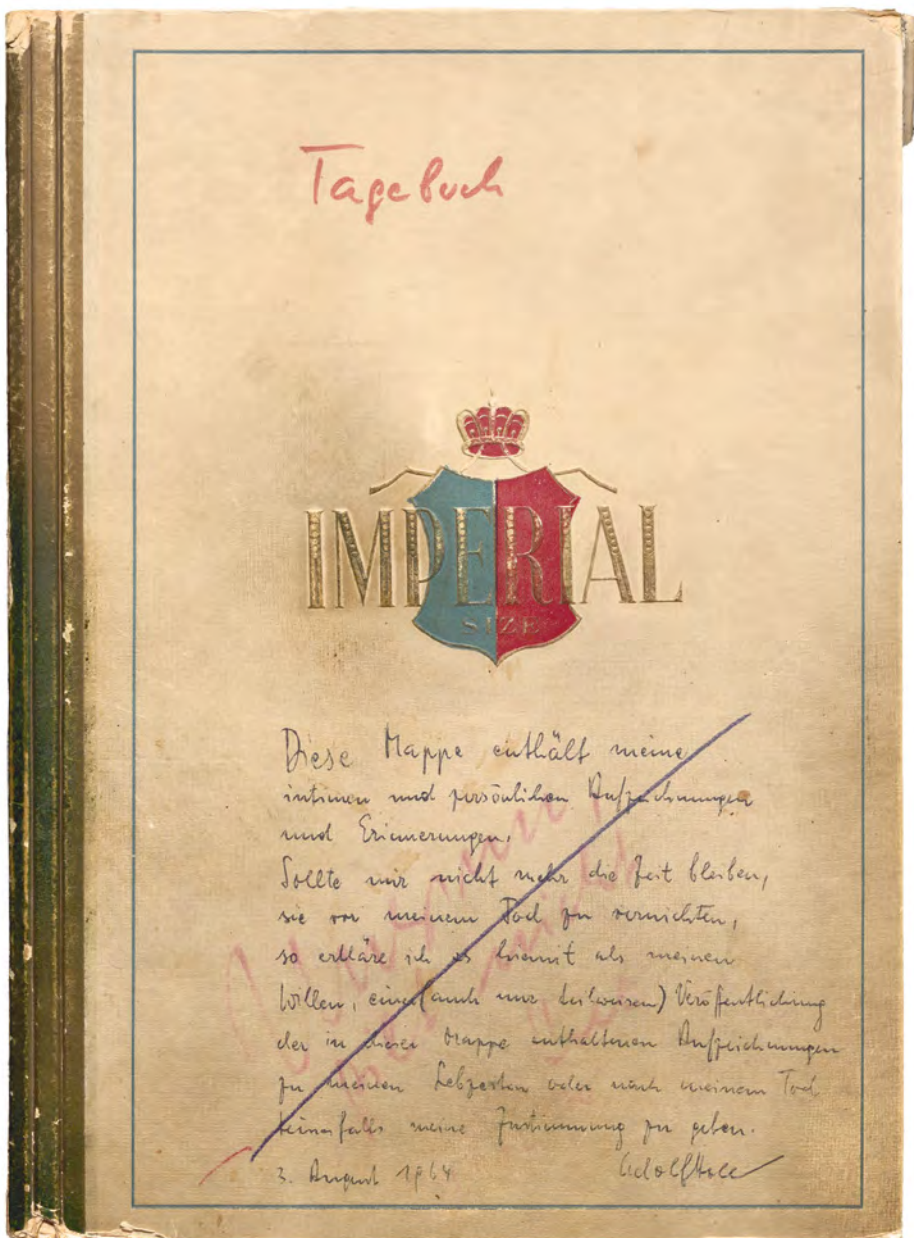 Tagebuch
IMPERIAL
SIZE
Diese Mappe enthält meine
intimen und persönlichen Aufzeichnungen
und Erinnerungen.
Sollte mir nicht mehr die Zeit bleiben,
sie vor meinem Tod zu vernichten,
so erkläre ich es hiemit als meinen
Willen, einer (auch nur teilweisen) Veröffentlichung
der in dieser Mappe enthaltenen Aufzeichnungen
zu meinen Lebzeiten oder nach meinem Tod
keinesfalls meine Zustimmung zu geben.
3. August 1964 Adolf Holl